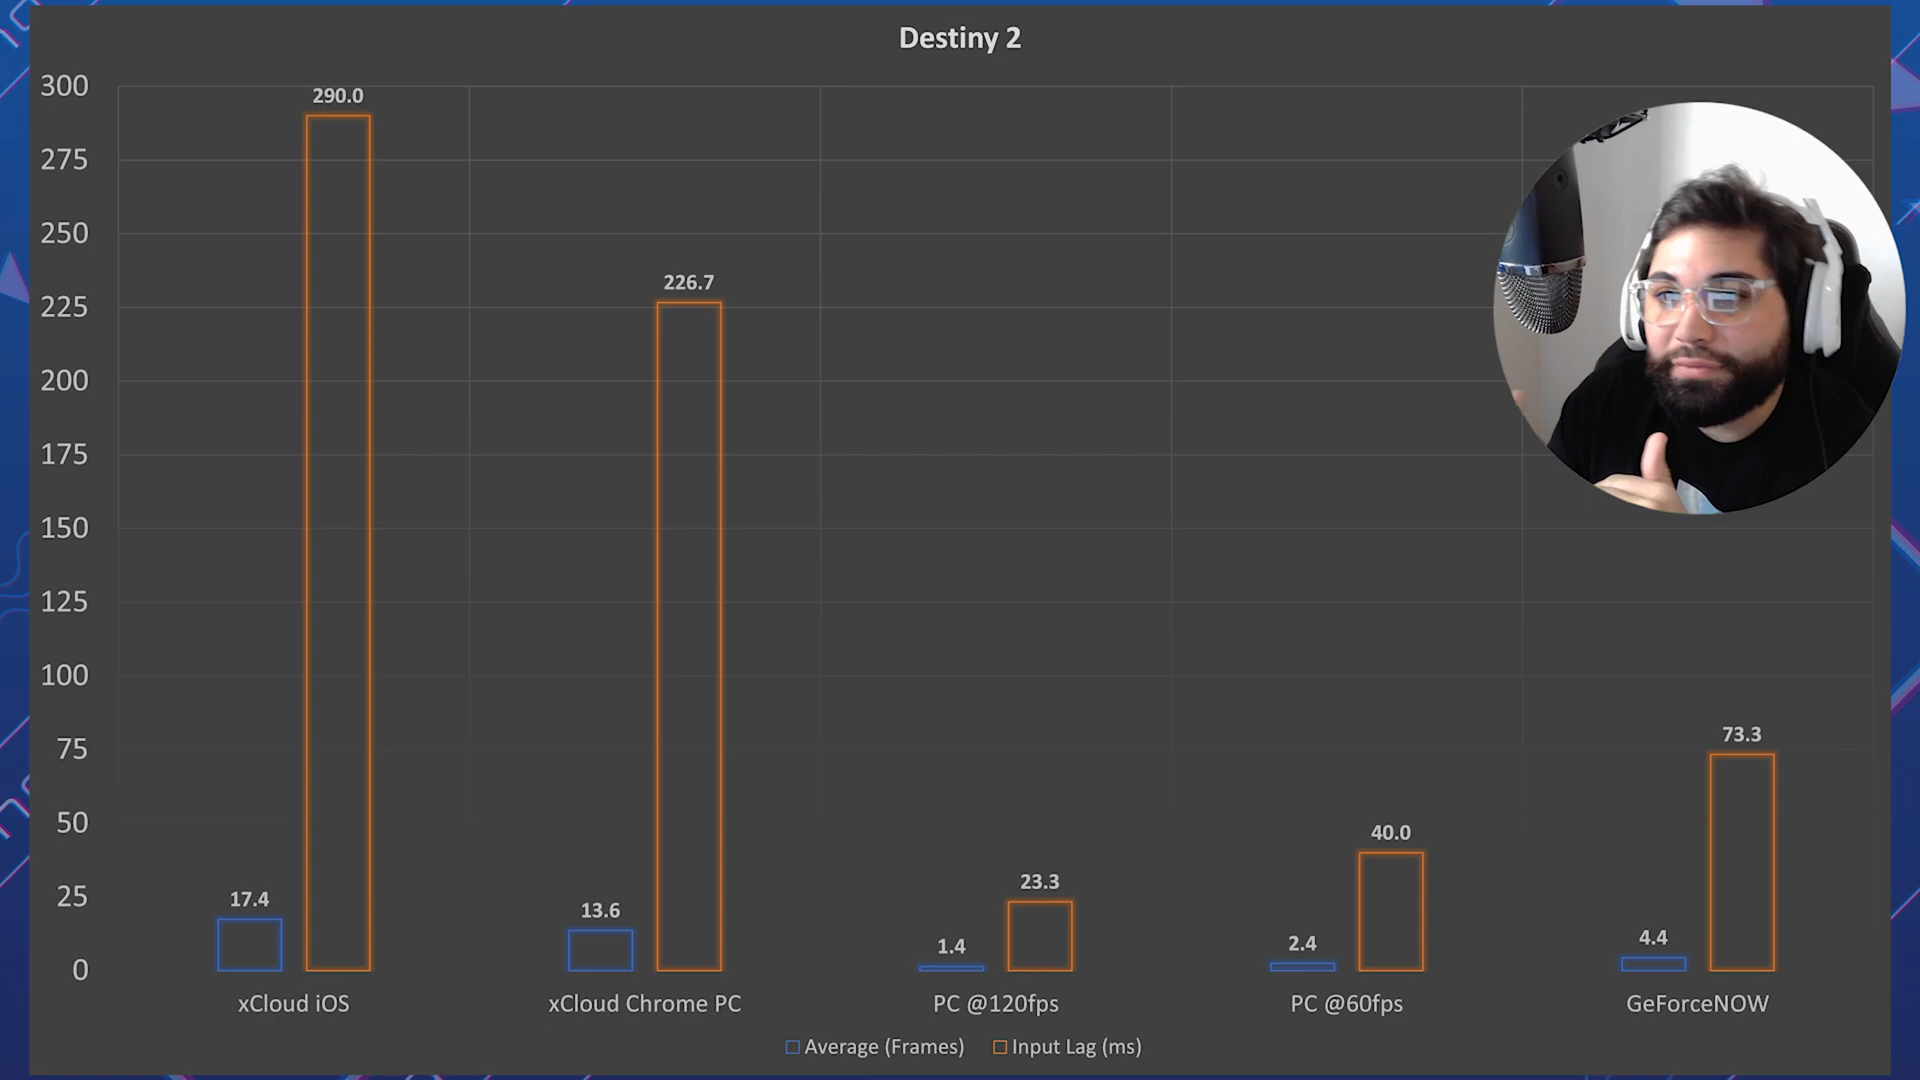 Destiny 2
300
275
250
225
200
175
150
125
100
75
50
25
0
290.0
226.7
73.3
40.0
23.3
17.4
13.6
1.4
2.4
4.4
xCloud iOS
xCloud Chrome PC
PC @120fps
PC @60fps
GeForceNOW
Average (Frames)
Input Lag (ms)